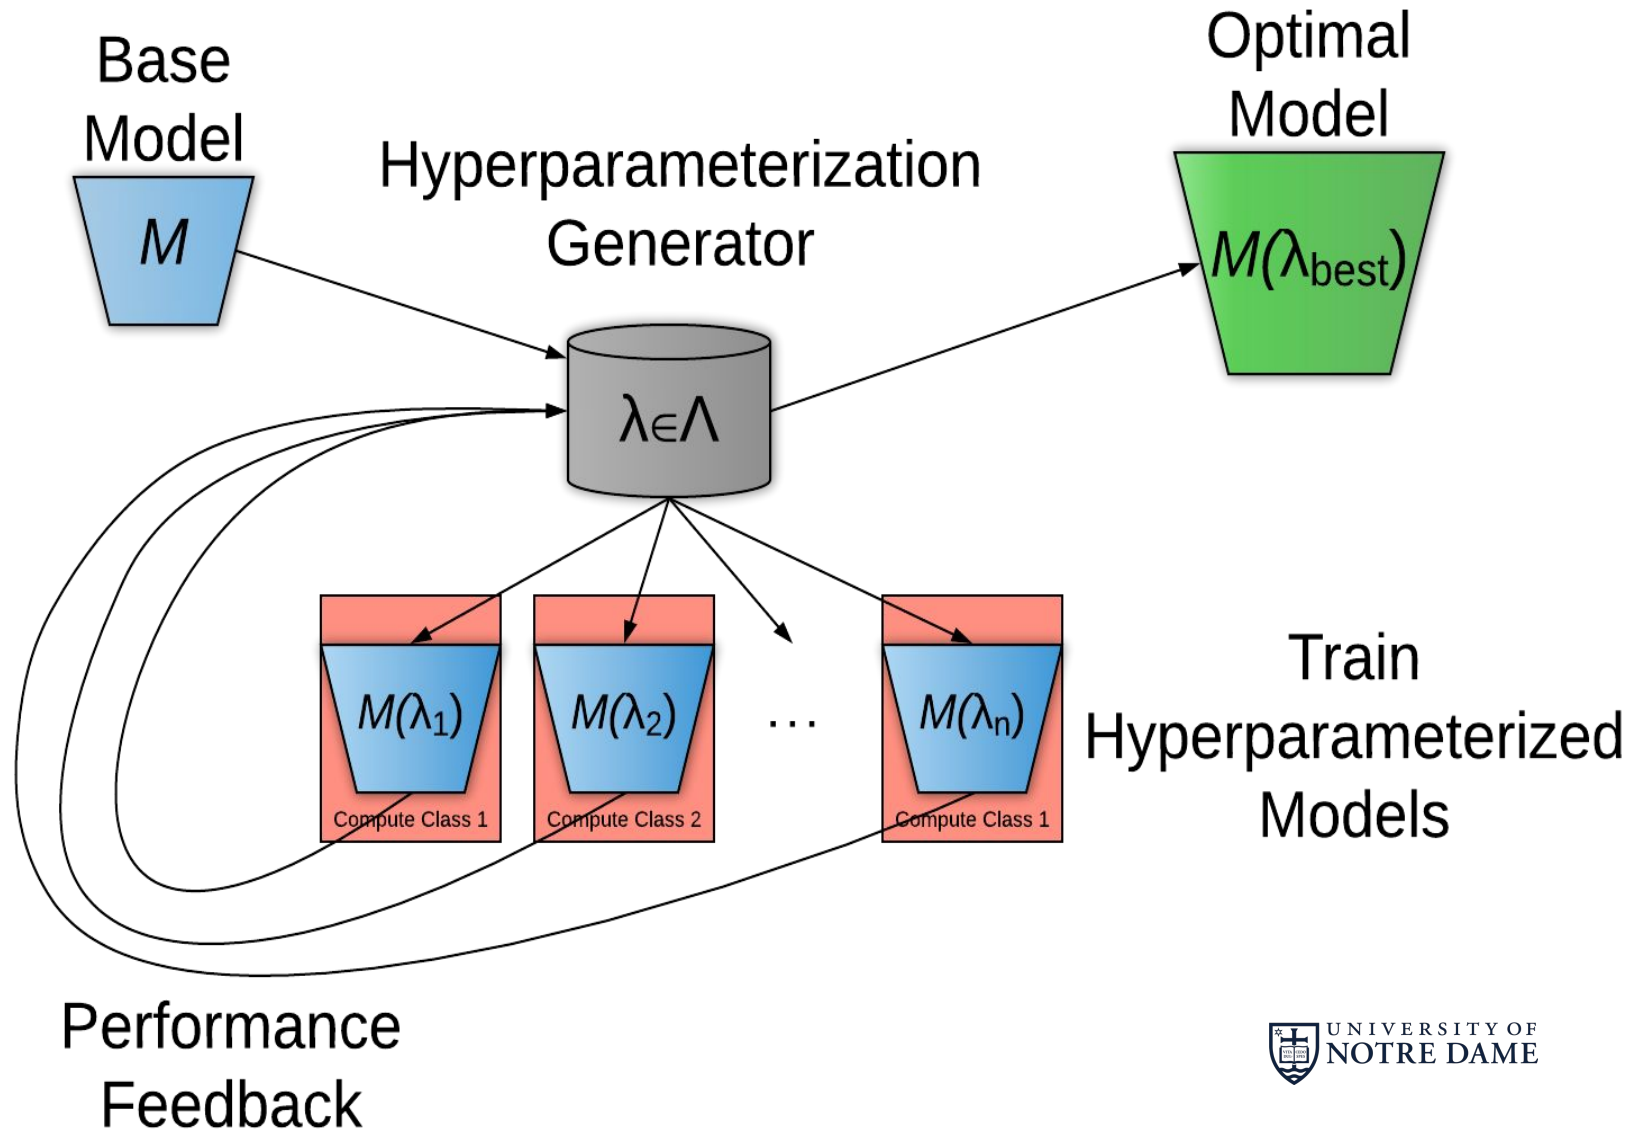 Base
Model
M
Hyperparameterization
Generator
Optimal
Model
M(λbest)
λ∈Λ
M(λ1)
Compute Class 1
M(λ2)
Compute Class 2
...
M(λn)
Compute Class 1
Train
Hyperparameterized
Models
Performance
Feedback
UNIVERSITY OF
NOTRE DAME